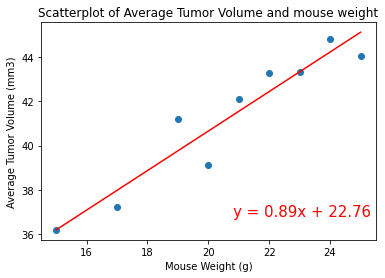 Scatterplot of Average Tumor Volume and mouse weight
Average Tumor Volume (mm3)
44
42
40
38
36
y = 0.89x + 22.76
16
18
20
22
24
Mouse Weight (g)